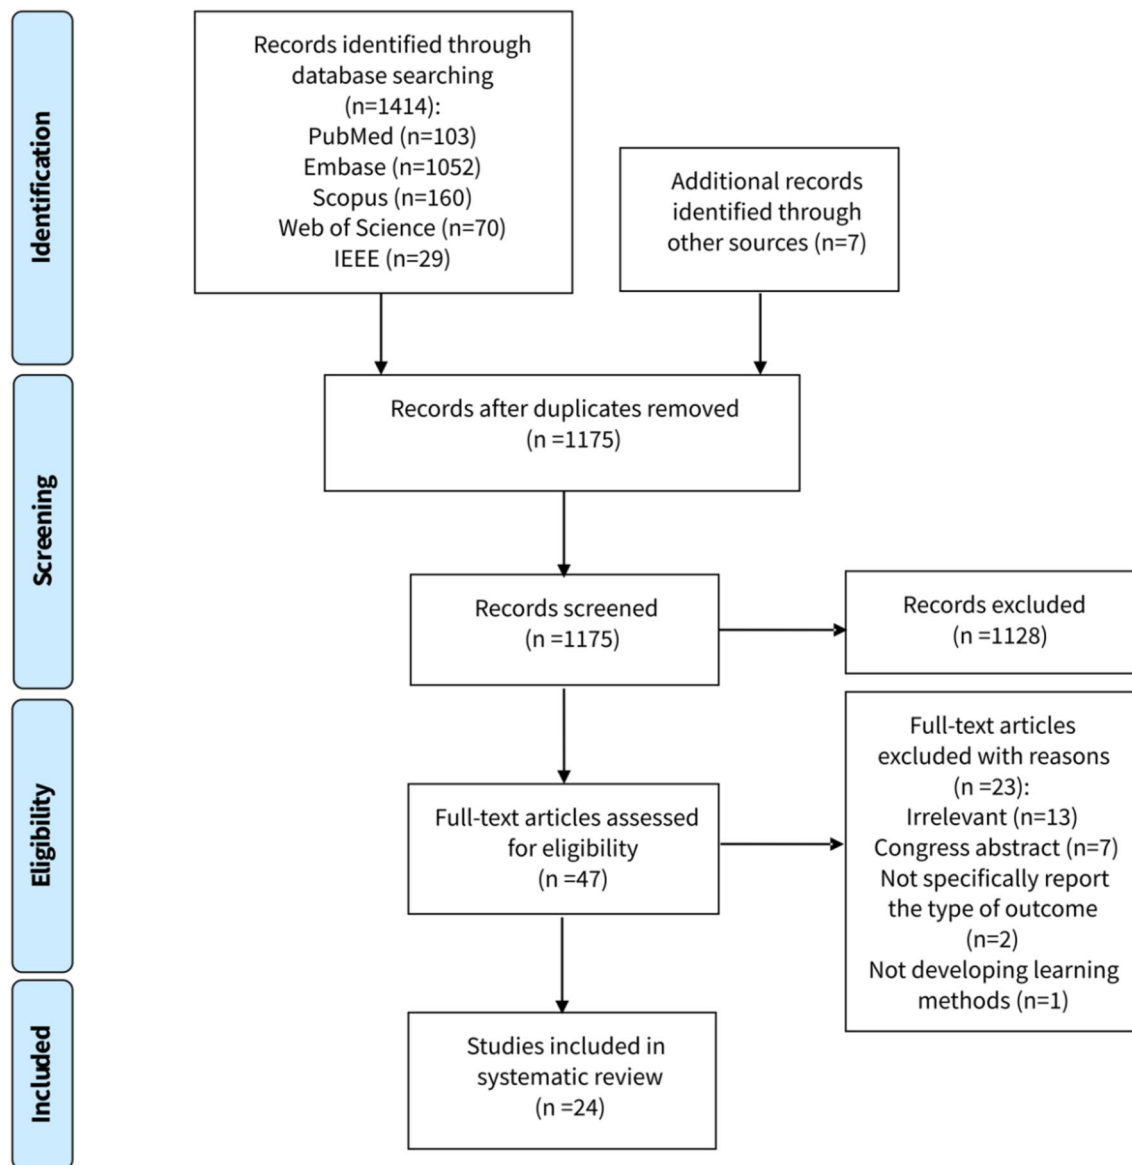 Identification
Records identified through
database searching
(n=1414):
PubMed (n=103)
Embase (n=1052)
Scopus (n=160)
Web of Science (n=70)
IEEE (n=29)
Additional records
identified through
other sources (n=7)
Screening
Records after duplicates removed
(n =1175)
Records screened
(n =1175)
Records excluded
(n =1128)
Eligibility
Full-text articles assessed
for eligibility
(n =47)
Full-text articles
excluded with reasons
(n =23):
Irrelevant (n=13)
Congress abstract (n=7)
Not specifically report
the type of outcome
(n=2)
Not developing learning
methods (n=1)
Included
Studies included in
systematic review
(n =24)